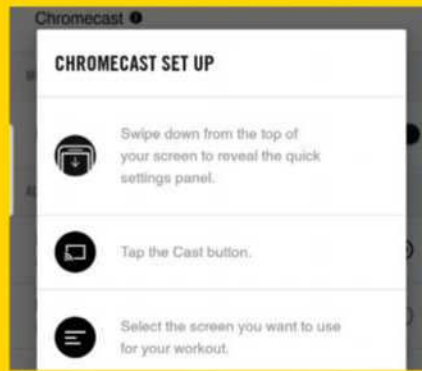 Chromecast
CHROMECAST SET UP
Swipe down from the top of
your screen to reveal the quick
settings panel.
Tap the Cast button.
Select the screen you want to use
for your workout.